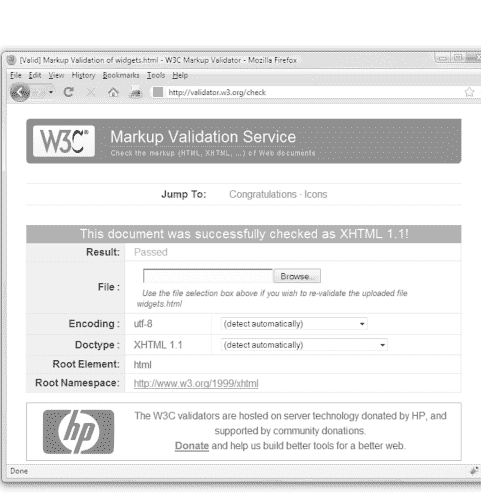 [Valid] Markup Validation of widgets.html - W3C Markup Validator - Mozilla Firefox
File Edit View History Bookmarks Tools Help
http://validator.w3.org/check
W3C® Markup Validation Service
Check the markup (HTML, XHTML, ...) of Web documents
Jump To: Congratulations · Icons
This document was successfully checked as XHTML 1.1!
Result: Passed
File : Browse...
Use the file selection box above if you wish to re-validate the uploaded file
widgets.html
Encoding : utf-8 (detect automatically)
Doctype : XHTML 1.1 (detect automatically)
Root Element: html
Root Namespace: http://www.w3.org/1999/xhtml
hp
The W3C validators are hosted on server technology donated by HP, and
supported by community donations.
Donate and help us build better tools for a better web.
Done